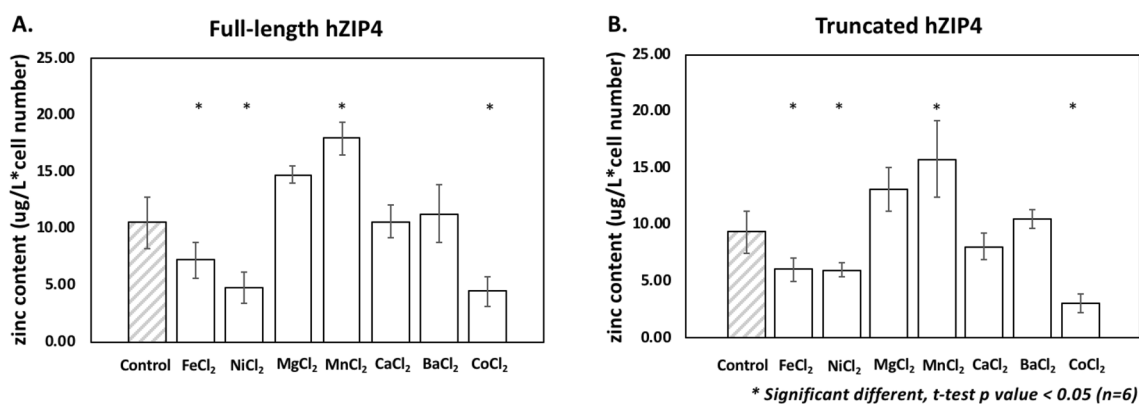 A.
Full-length hZIP4
zinc content (ug/L*cell number)
25.00
20.00
15.00
10.00
5.00
0.00
* * * *
Control FeCl₂ NiCl₂ MgCl₂ MnCl₂ CaCl₂ BaCl₂ CoCl₂
B.
Truncated hZIP4
zinc content (ug/L*cell number)
25.00
20.00
15.00
10.00
5.00
0.00
* * * *
Control FeCl₂ NiCl₂ MgCl₂ MnCl₂ CaCl₂ BaCl₂ CoCl₂
* Significant different, t-test p value < 0.05 (n=6)